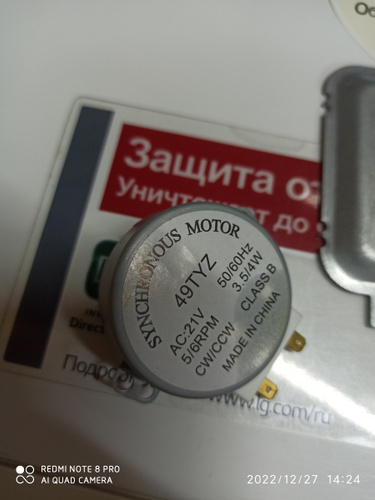 Защита о
Уничтожает до
SYNCHRONOUS MOTOR
49TYZ
50/60Hz
AC:21V
3.5/4W
5/6RPM
CLASS B
CW/CCW
MADE IN CHINA
Direct
www.lg.com/ru
REDMI NOTE 8 PRO
AI QUAD CAMERA
2022/12/27 14:24